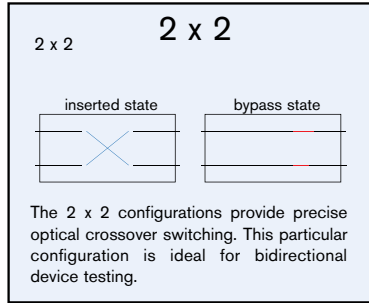 2 x 2
2 x 2
inserted state
bypass state
The 2 x 2 configurations provide precise
optical crossover switching. This particular
configuration is ideal for bidirectional
device testing.